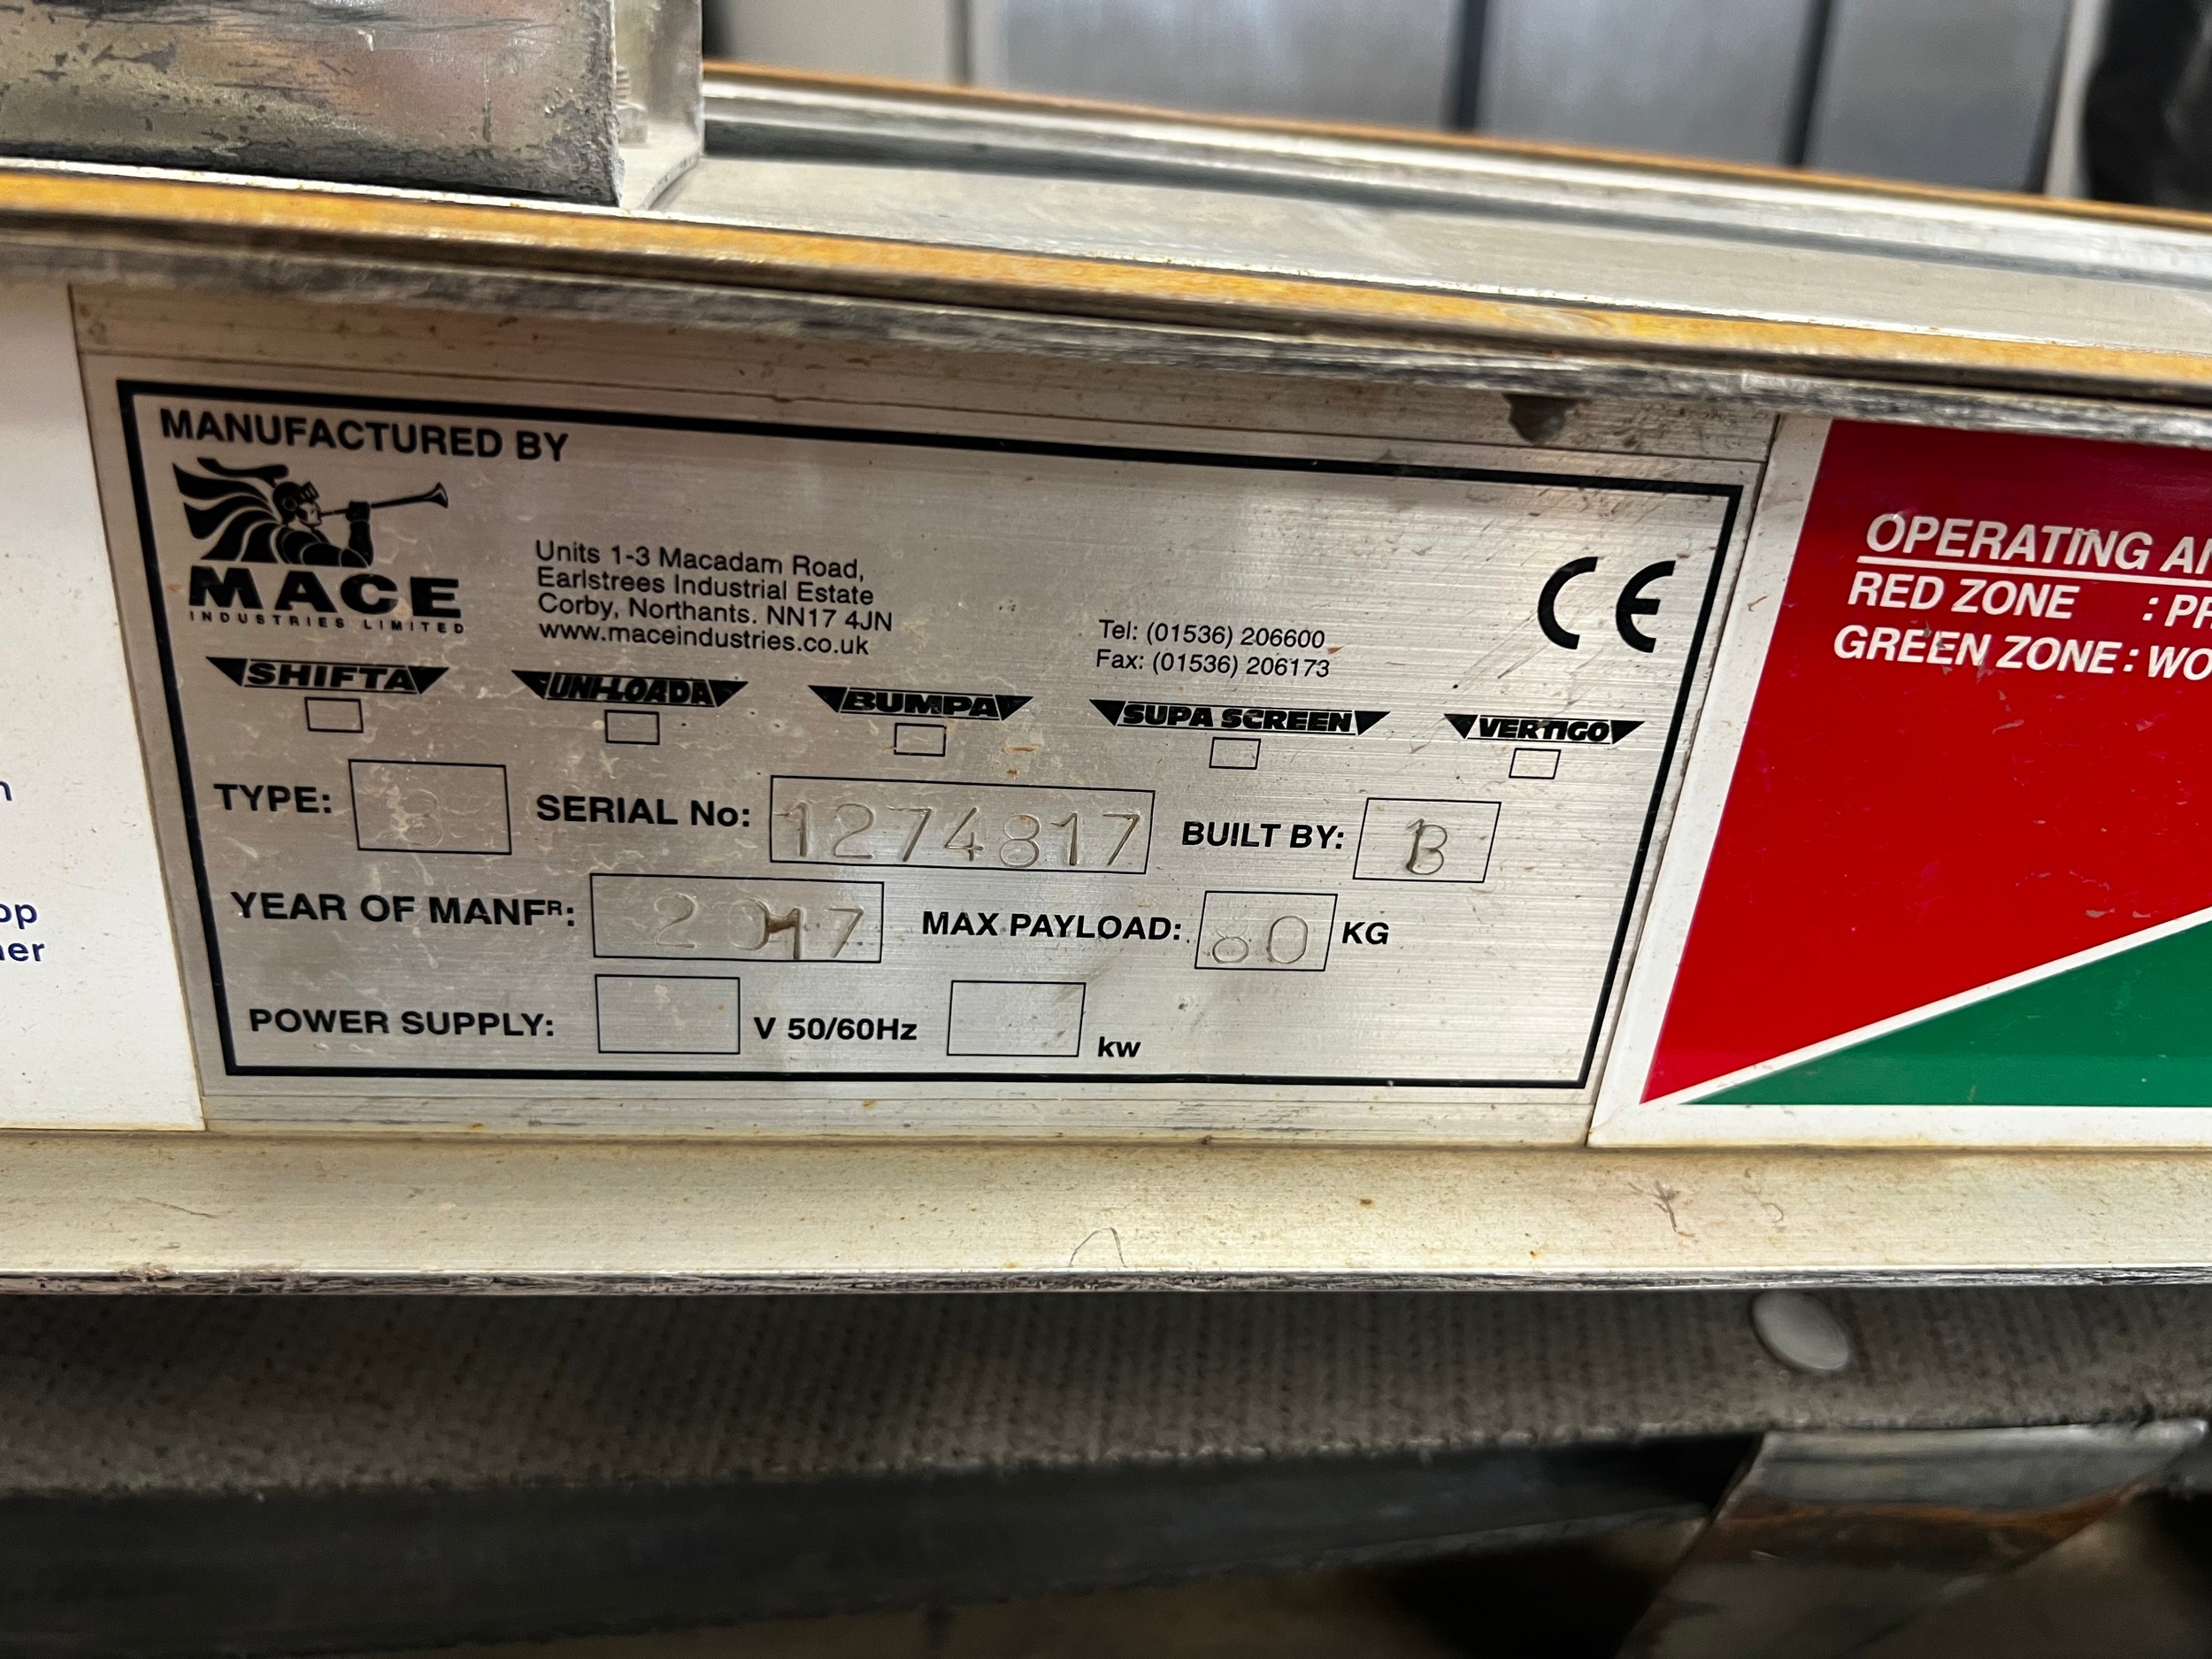 MANUFACTURED BY
MACE
INDUSTRIES LIMITED
Units 1-3 Macadam Road,
Earlstrees Industrial Estate
Corby, Northants. NN17 4JN
www.maceindustries.co.uk
Tel: (01536) 206600
Fax: (01536) 206173
CE
SHIFTA UNI-LOADA BUMPA SUPA SCREEN VERTIGO
TYPE: SERIAL No: 1274817 BUILT BY: B
YEAR OF MANFR: 2017 MAX PAYLOAD: 80 KG
POWER SUPPLY: V 50/60Hz kw
OPERATING
RED ZONE :
GREEN ZONE :